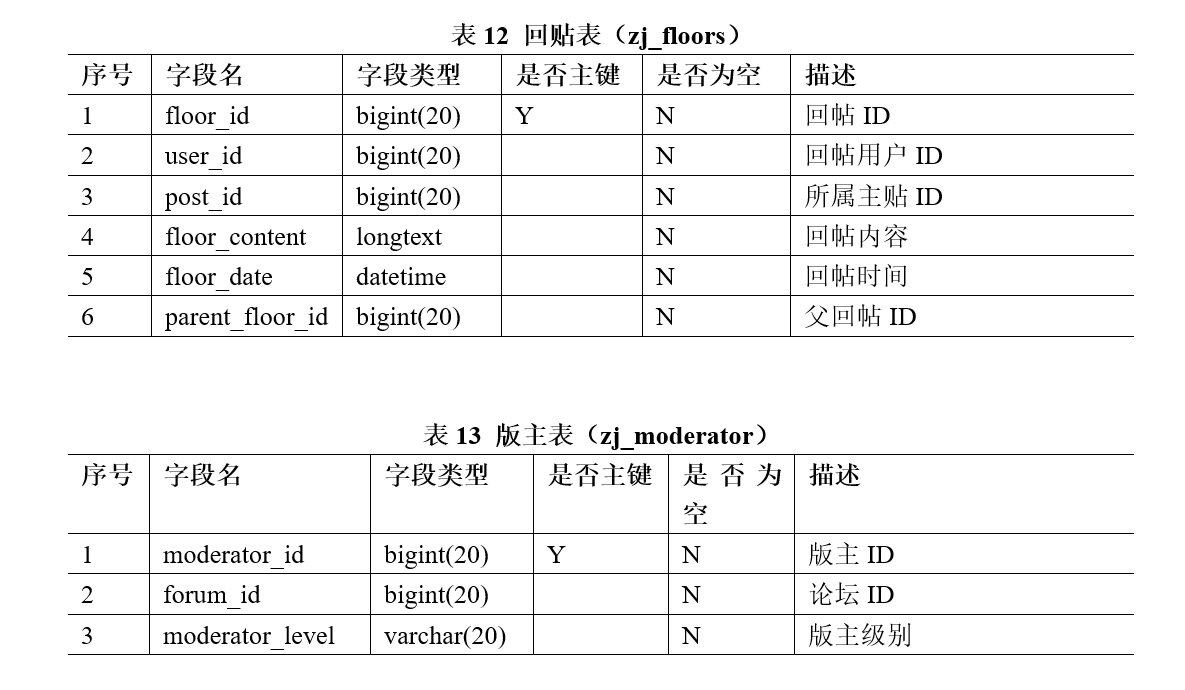 表 12 回贴表（zj_floors）
序号 字段名 字段类型 是否主键 是否为空 描述
1 floor_id bigint(20) Y N 回帖 ID
2 user_id bigint(20) N 回帖用户 ID
3 post_id bigint(20) N 所属主贴 ID
4 floor_content longtext N 回帖内容
5 floor_date datetime N 回帖时间
6 parent_floor_id bigint(20) N 父回帖 ID
表 13 版主表（zj_moderator）
序号 字段名 字段类型 是否主键 是否为 描述
空
1 moderator_id bigint(20) Y N 版主 ID
2 forum_id bigint(20) N 论坛 ID
3 moderator_level varchar(20) N 版主级别